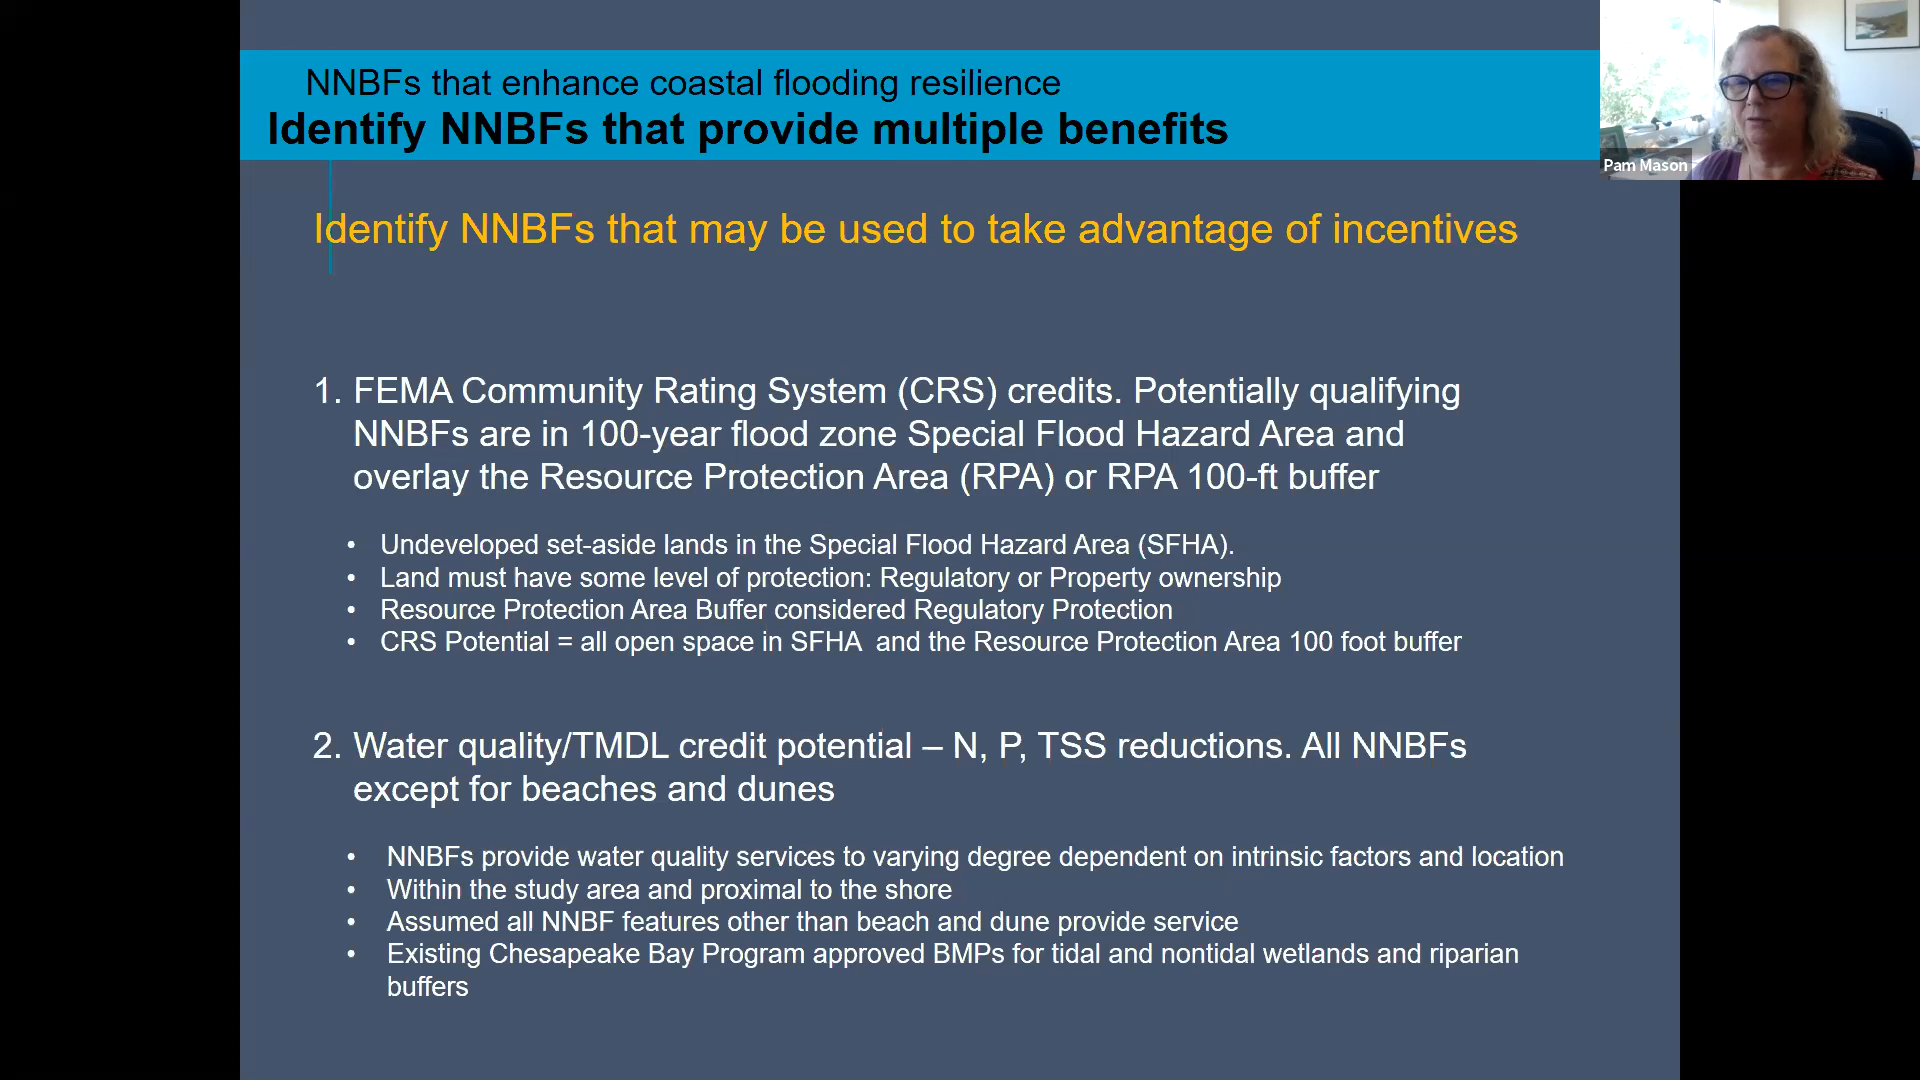 NNBFs that enhance coastal flooding resilience
Identify NNBFs that provide multiple benefits
Pam Mason
Identify NNBFs that may be used to take advantage of incentives
1. FEMA Community Rating System (CRS) credits. Potentially qualifying
NNBFs are in 100-year flood zone Special Flood Hazard Area and
overlay the Resource Protection Area (RPA) or RPA 100-ft buffer
• Undeveloped set-aside lands in the Special Flood Hazard Area (SFHA).
• Land must have some level of protection: Regulatory or Property ownership
• Resource Protection Area Buffer considered Regulatory Protection
• CRS Potential = all open space in SFHA and the Resource Protection Area 100 foot buffer
2. Water quality/TMDL credit potential – N, P, TSS reductions. All NNBFs
except for beaches and dunes
• NNBFs provide water quality services to varying degree dependent on intrinsic factors and location
• Within the study area and proximal to the shore
• Assumed all NNBF features other than beach and dune provide service
• Existing Chesapeake Bay Program approved BMPs for tidal and nontidal wetlands and riparian
buffers